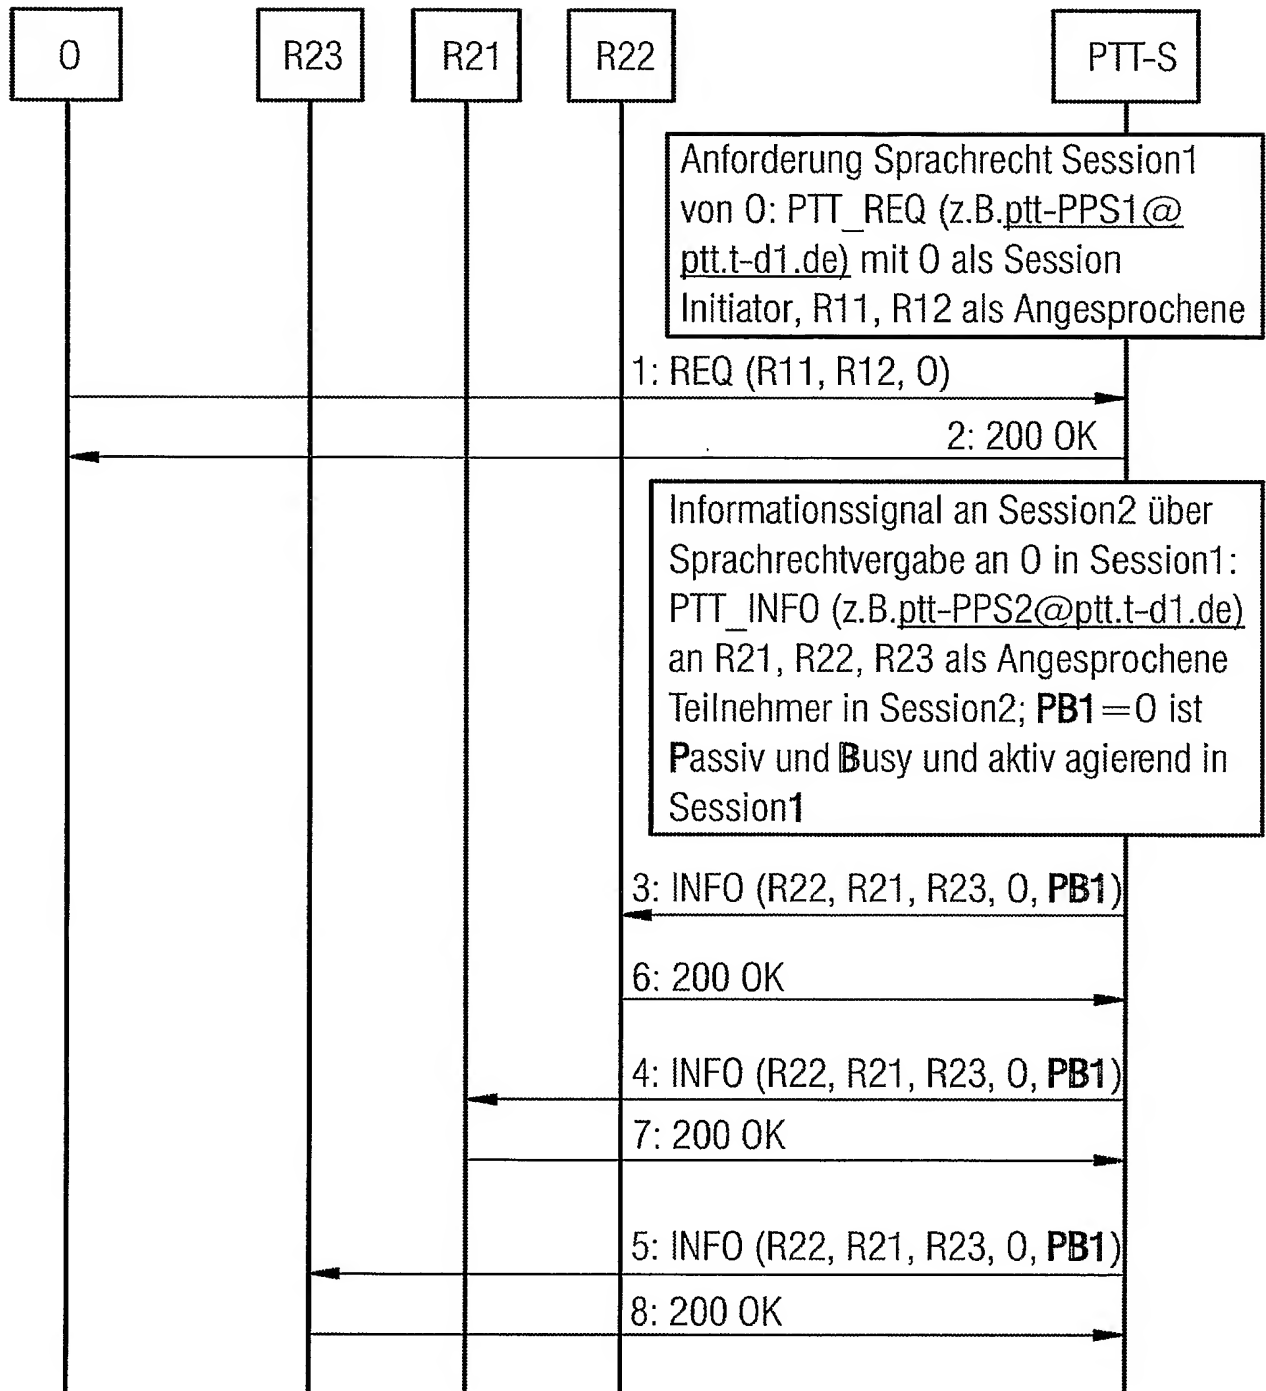 O
R23
R21
R22
PTT-S
Anforderung Sprachrecht Session1
von O: PTT_REQ (z.B.ptt-PPS1@
ptt.t-d1.de) mit O als Session
Initiator, R11, R12 als Angesprochene
1: REQ (R11, R12, O)
2: 200 OK
Informationssignal an Session2 über
Sprachrechtvergabe an O in Session1:
PTT_INFO (z.B.ptt-PPS2@ptt.t-d1.de)
an R21, R22, R23 als Angesprochene
Teilnehmer in Session2; PB1=O ist
Passiv und Busy und aktiv agierend in
Session1
3: INFO (R22, R21, R23, O, PB1)
6: 200 OK
4: INFO (R22, R21, R23, O, PB1)
7: 200 OK
5: INFO (R22, R21, R23, O, PB1)
8: 200 OK